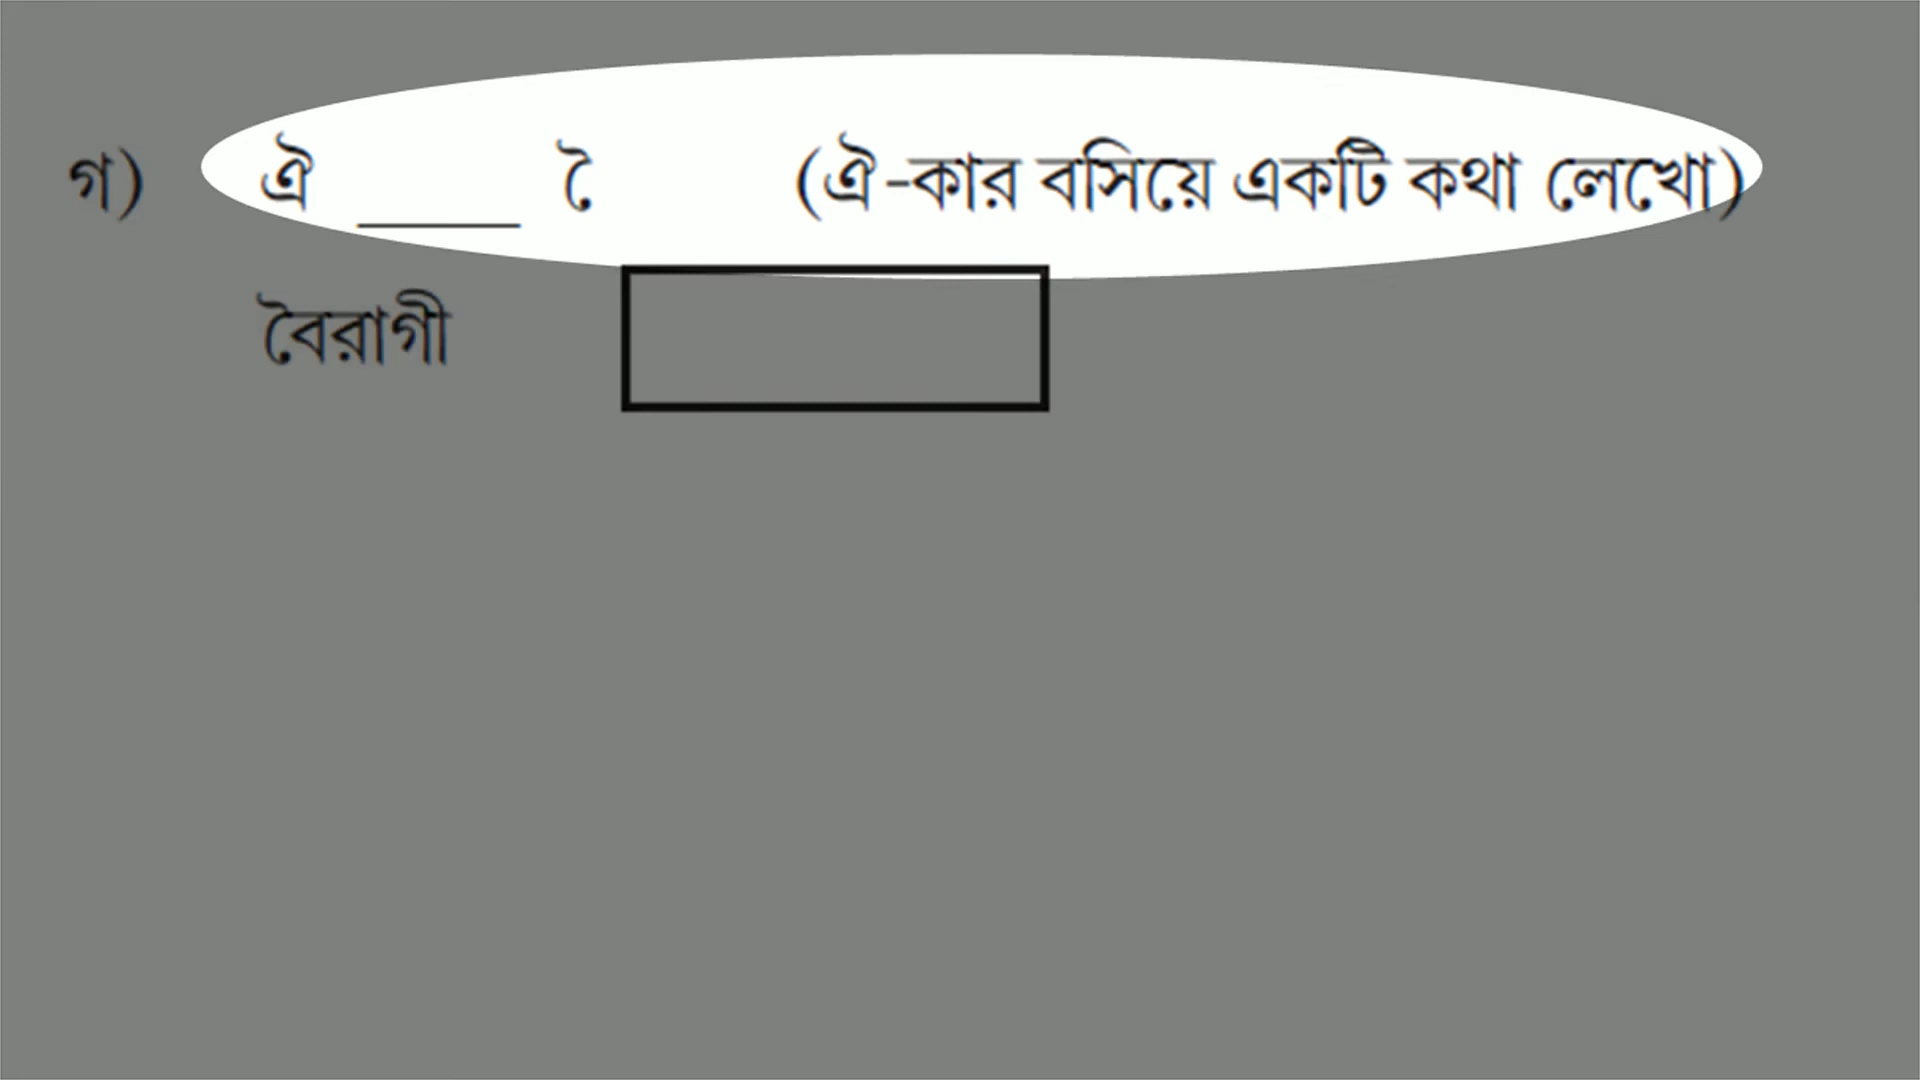 গ) ঐ ____ ৈ (ঐ-কার বসিয়ে একটি কথা লেখো)
বৈরাগী